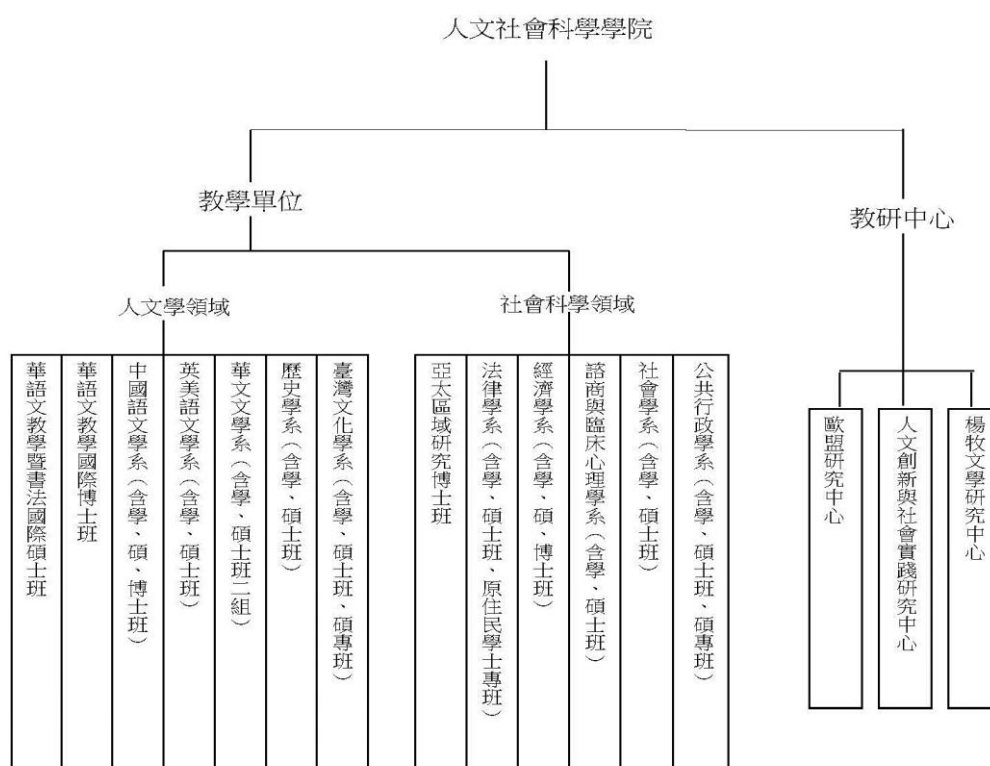 人文社會科學學院
教學單位
教研中心
人文學領域
社會科學領域
華語文教學暨書法國際碩士班
華語文教學國際博士班
中國語文學系(含學、碩、博士班)
英美語文學系(含學、碩士班)
華文文學系(含學、碩士班二組)
歷史學系(含學、碩士班)
臺灣文化學系(含學、碩士班、碩專班)
亞太區域研究博士班
法律學系(含學、碩士班、原住民學士專班)
經濟學系(含學、碩、博士班)
諮商與臨床心理學系(含學、碩士班)
社會學系(含學、碩士班)
公共行政學系(含學、碩士班、碩專班)
歐盟研究中心
人文創新與社會實踐研究中心
楊牧文學研究中心